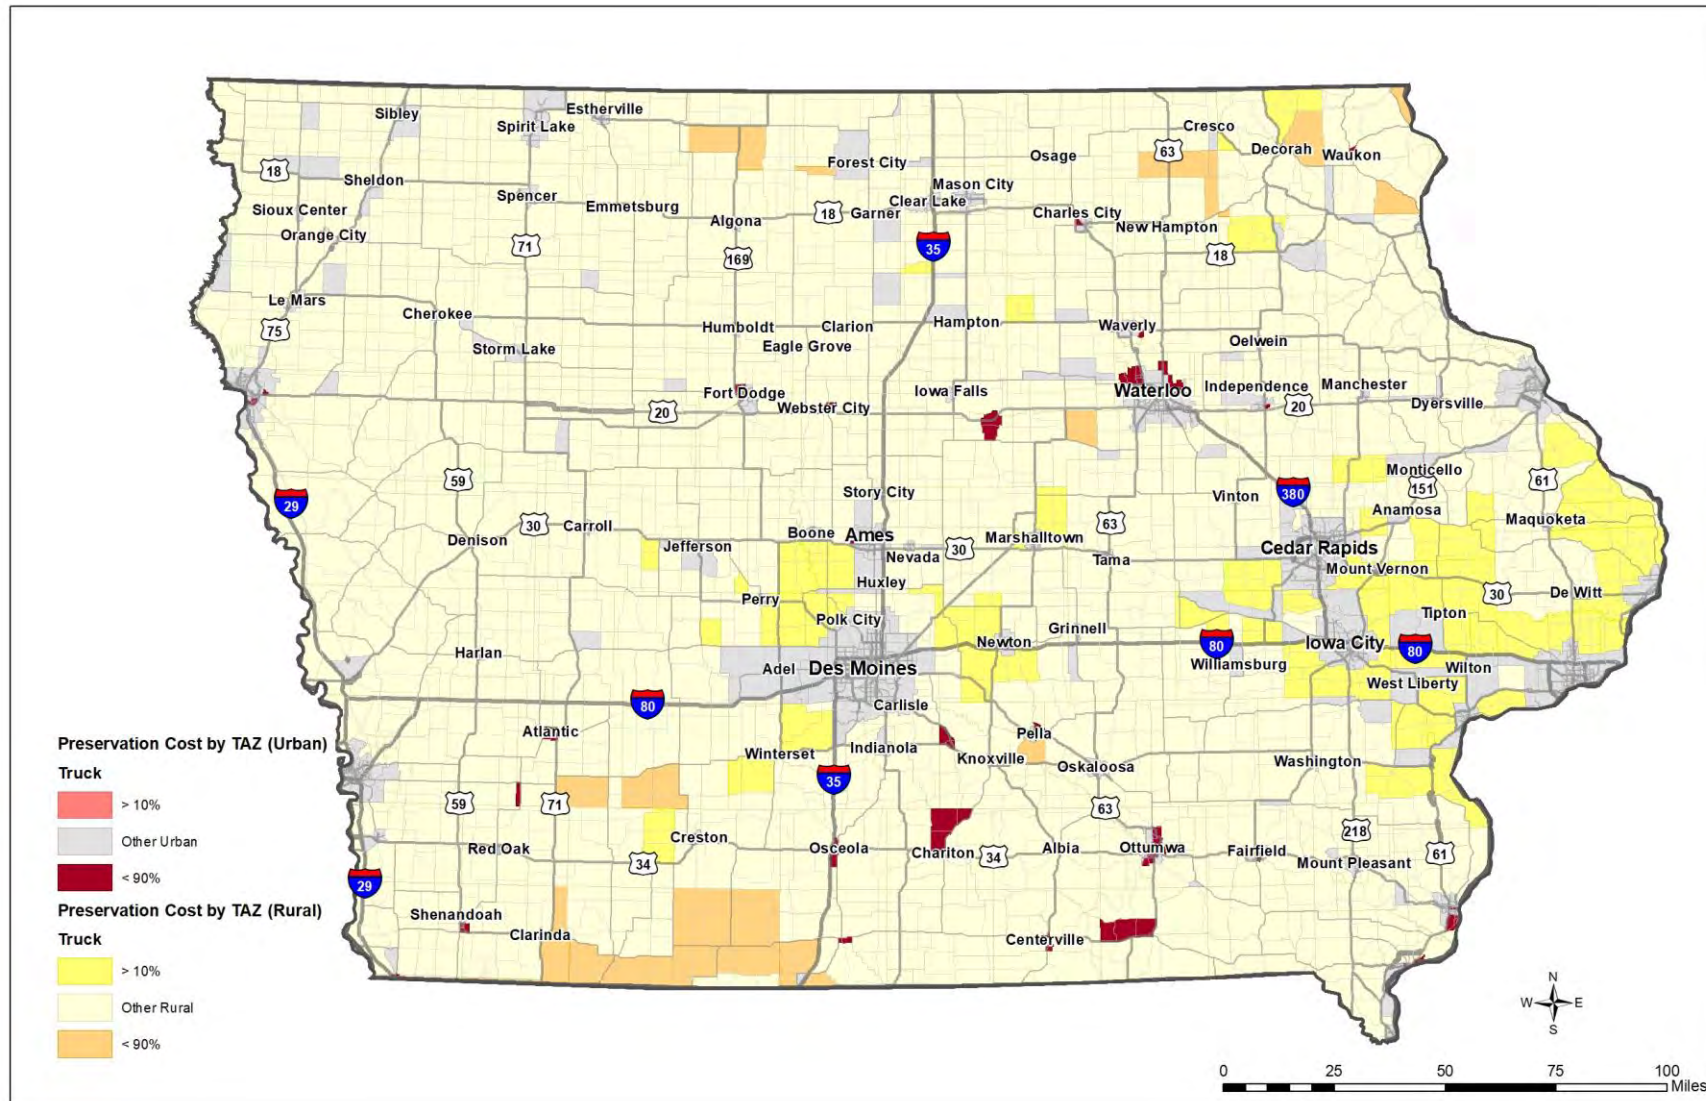 Sibley
Estherville
Spirit Lake
Cresco
Decorah
Waukon
63
Osage
Forest City
18
Sheldon
Mason City
Spencer
Clear Lake
Emmetsburg
Sioux Center
Algona
18
Garner
Charles City
New Hampton
Orange City
71
169
35
18
Le Mars
Cherokee
75
Humboldt
Clarion
Hampton
Waverly
Eagle Grove
Storm Lake
Oelwein
Fort Dodge
Iowa Falls
Waterloo
Independence
Manchester
20
Webster City
20
Dyersville
59
Monticello
61
29
Story City
Vinton
380
151
Anamosa
30
Carroll
Boone
Ames
Marshalltown
63
Maquoketa
Denison
Jefferson
Nevada
30
Tama
Cedar Rapids
Mount Vernon
Huxley
Perry
30
De Witt
Polk City
Tipton
Newton
Grinnell
80
Iowa City
80
Harlan
Adel
Des Moines
Williamsburg
Wilton
West Liberty
80
Carlisle
Atlantic
Pella
Winterset
Indianola
Knoxville
Oskaloosa
Washington
35
59
71
63
218
Creston
Red Oak
34
Osceola
Chariton
34
Albia
Ottumwa
Fairfield
Mount Pleasant
61
29
Shenandoah
Clarinda
Centerville
Preservation Cost by TAZ (Urban)
Truck
> 10%
Other Urban
< 90%
Preservation Cost by TAZ (Rural)
Truck
> 10%
Other Rural
< 90%
N
W E
S
0 25 50 75 100
Miles